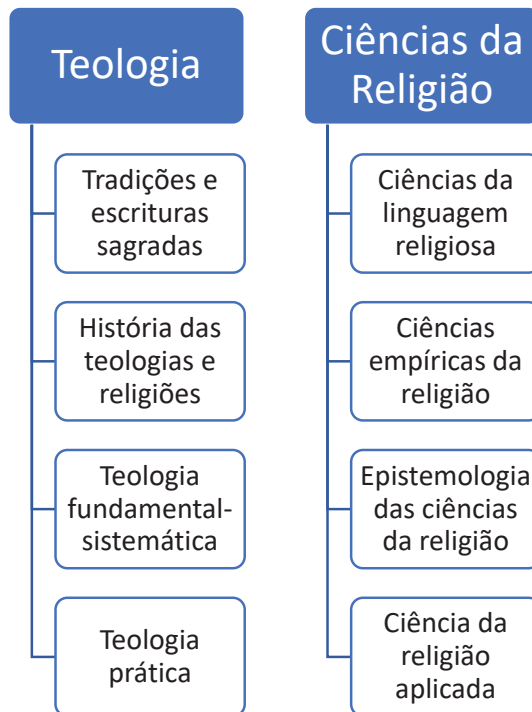 Teologia
Tradições e
escrituras
sagradas
História das
teologias e
religiões
Teologia
fundamental-
sistemática
Teologia
prática
Ciências da
Religião
Ciências da
linguagem
religiosa
Ciências
empíricas da
religião
Epistemologia
das ciências
da religião
Ciência da
religião
aplicada